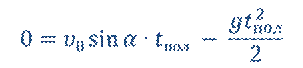 0 = v₀ sin α · tпол − gt²пол / 2